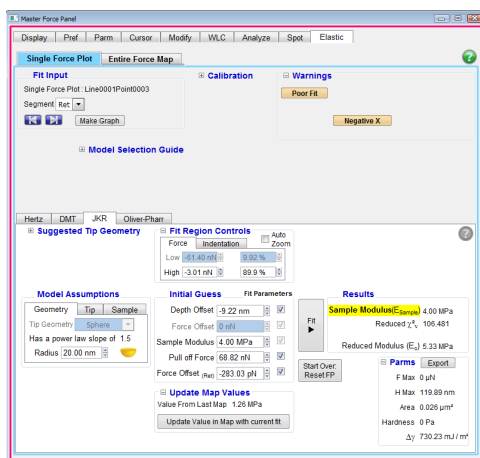 Master Force Panel
Display Pref Parm Cursor Modify WLC Analyze Spot Elastic
Single Force Plot Entire Force Map ?
Fit Input
Single Force Plot : Line0001Point0003
Segment Ret
Make Graph
Calibration
Warnings
Poor Fit
Negative X
Model Selection Guide
Hertz DMT JKR Oliver-Pharr
Suggested Tip Geometry
Fit Region Controls
Auto Zoom
Force Indentation
Low -61.40 nN 9.92 %
High -3.01 nN 89.9 %
?
Model Assumptions
Geometry Tip Sample
Tip Geometry Sphere
Has a power law slope of 1.5
Radius 20.00 nm
Initial Guess Fit Parameters
Depth Offset -9.22 nm
Force Offset 0 nN
Sample Modulus 4.00 MPa
Pull off Force 68.82 nN
Force Offset (Ret) -283.03 pN
Update Map Values
Value From Last Map 1.26 MPa
Update Value in Map with current fit
Fit
Start Over:
Reset FP
Results
Sample Modulus(ESample) 4.00 MPa
Reduced χ²ᵥ 106.481
Reduced Modulus (Ec) 5.33 MPa
Parms Export
F Max 0 µN
H Max 119.89 nm
Area 0.026 µm²
Hardness 0 Pa
Δγ 730.23 mJ / m²